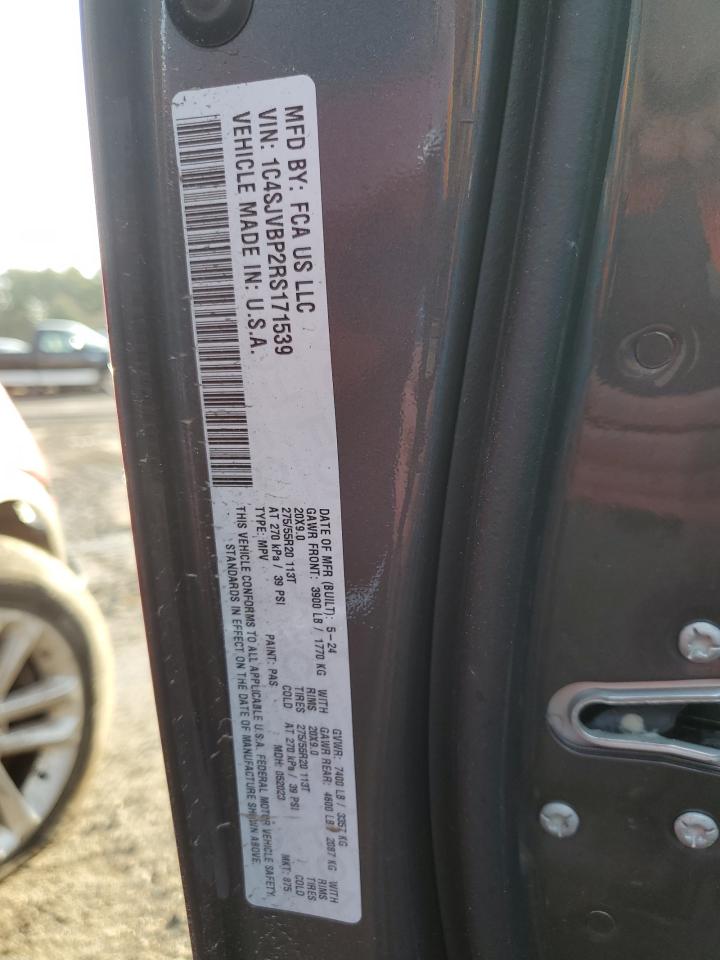 MFD BY: FCA US LLC
VIN: 1C4SJVBP2RS171539
VEHICLE MADE IN: U.S.A.
DATE OF MFR (BUILT): 5-24 GVWR: 7400 LB / 3357 KG
GAWR FRONT: 3900 LB / 1770 KG WITH GAWR REAR: 4600 LB / 2087 KG WITH
20X9.0 RIMS 20X9.0 RIMS
275/55R20 113T TIRES 275/55R20 113T TIRES
AT 270 kPa / 39 PSI COLD AT 270 kPa / 39 PSI COLD
TYPE: MPV PAINT: PAS MDH: 052023 MKT: 875
THIS VEHICLE CONFORMS TO ALL APPLICABLE U.S.A. FEDERAL MOTOR VEHICLE SAFETY
STANDARDS IN EFFECT ON THE DATE OF MANUFACTURE SHOWN ABOVE.